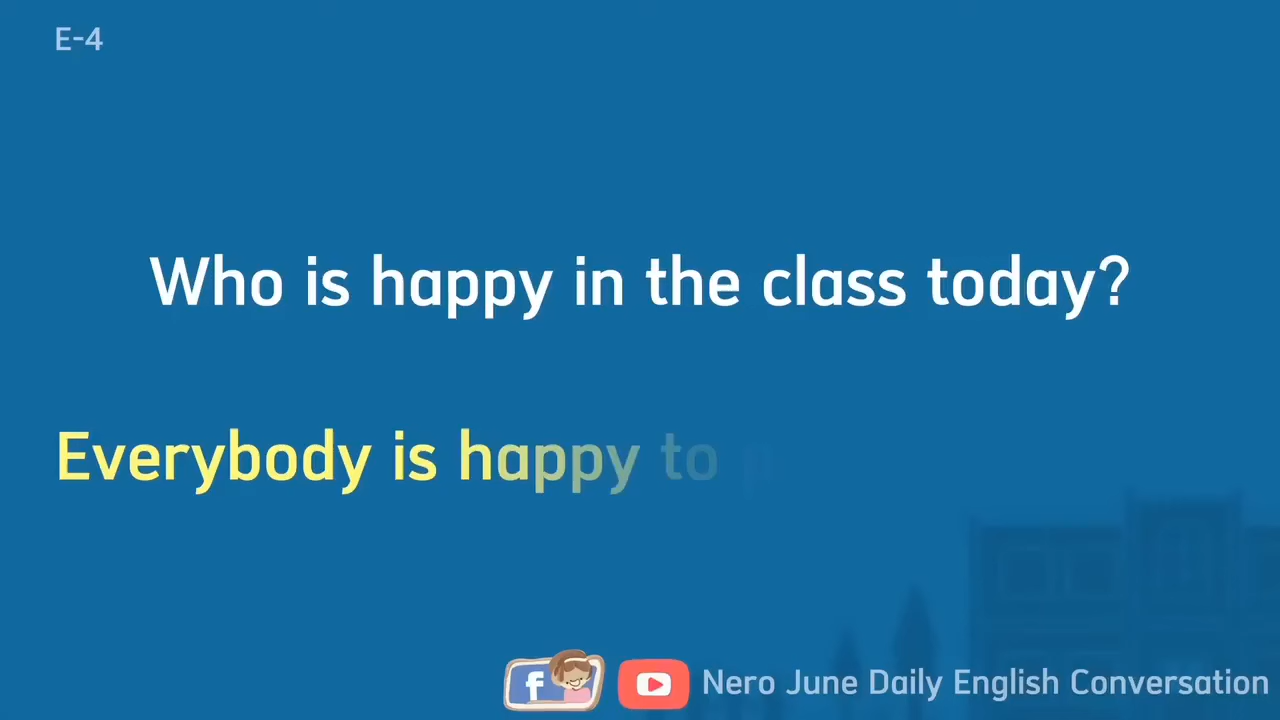 E-4
Who is happy in the class today?
Everybody is happy to
f
Nero June Daily English Conversation